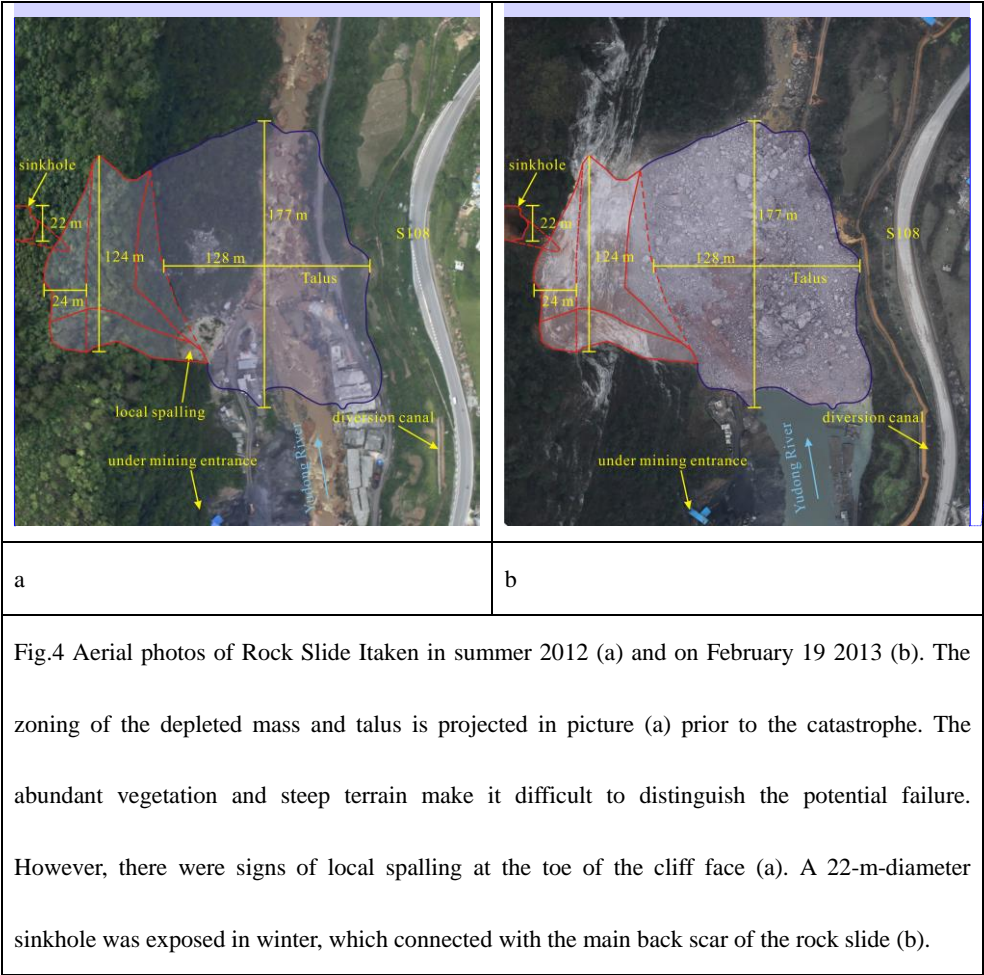 sinkhole
22 m
124 m
24 m
128 m
177 m
S108
Talus
local spalling
diversion canal
under mining entrance
Yudong River
sinkhole
22 m
124 m
24 m
128 m
177 m
S108
Talus
diversion canal
under mining entrance
Yudong River
a
b
Fig.4 Aerial photos of Rock Slide Itaken in summer 2012 (a) and on February 19 2013 (b). The
zoning of the depleted mass and talus is projected in picture (a) prior to the catastrophe. The
abundant vegetation and steep terrain make it difficult to distinguish the potential failure.
However, there were signs of local spalling at the toe of the cliff face (a). A 22-m-diameter
sinkhole was exposed in winter, which connected with the main back scar of the rock slide (b).